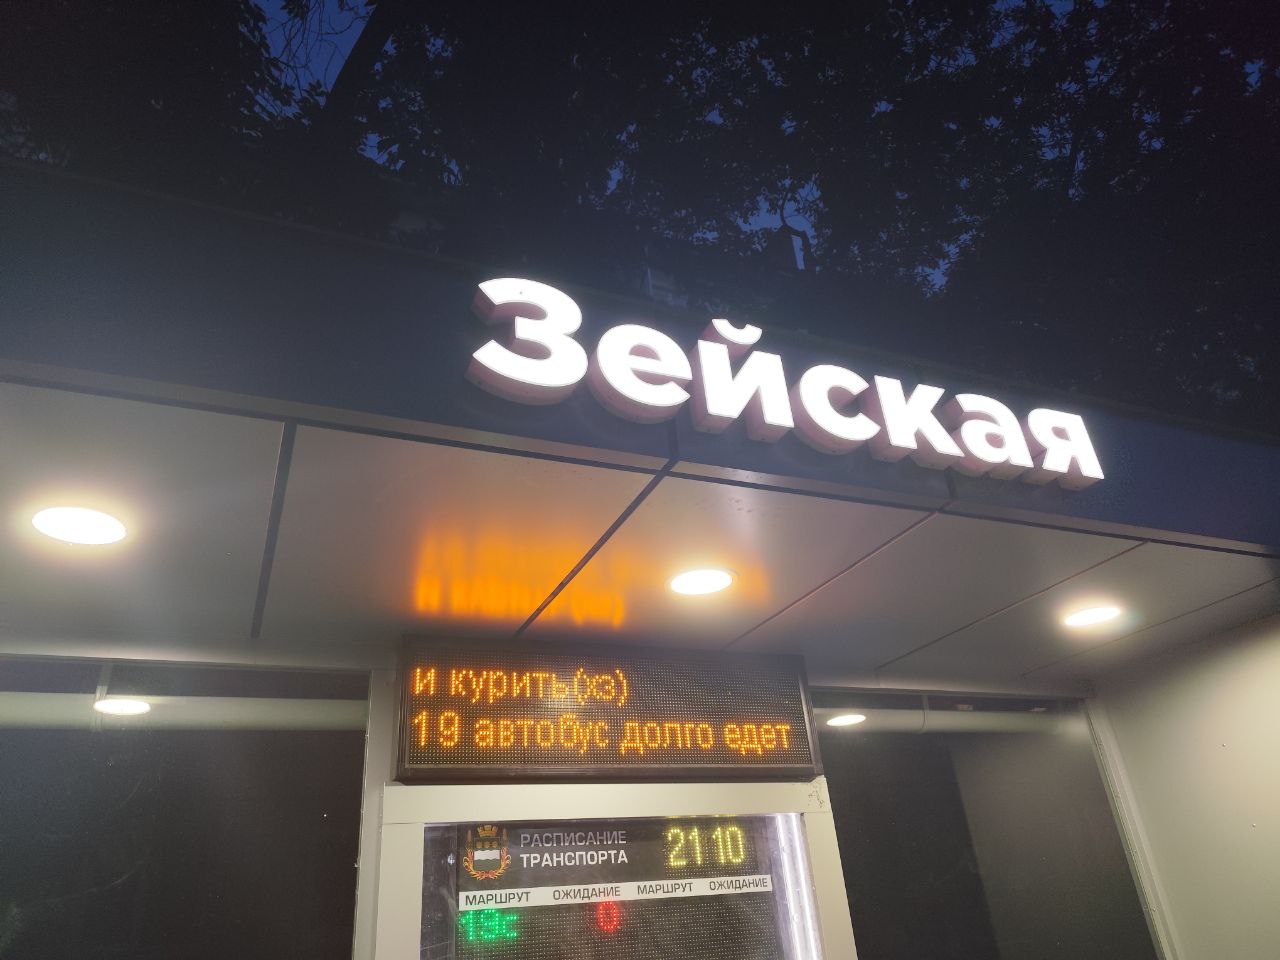 Зейская
и курить(хз)
19 автобус долго едет
РАСПИСАНИЕ
ТРАНСПОРТА
21 10
МАРШРУТ ОЖИДАНИЕ МАРШРУТ ОЖИДАНИЕ
19с 0